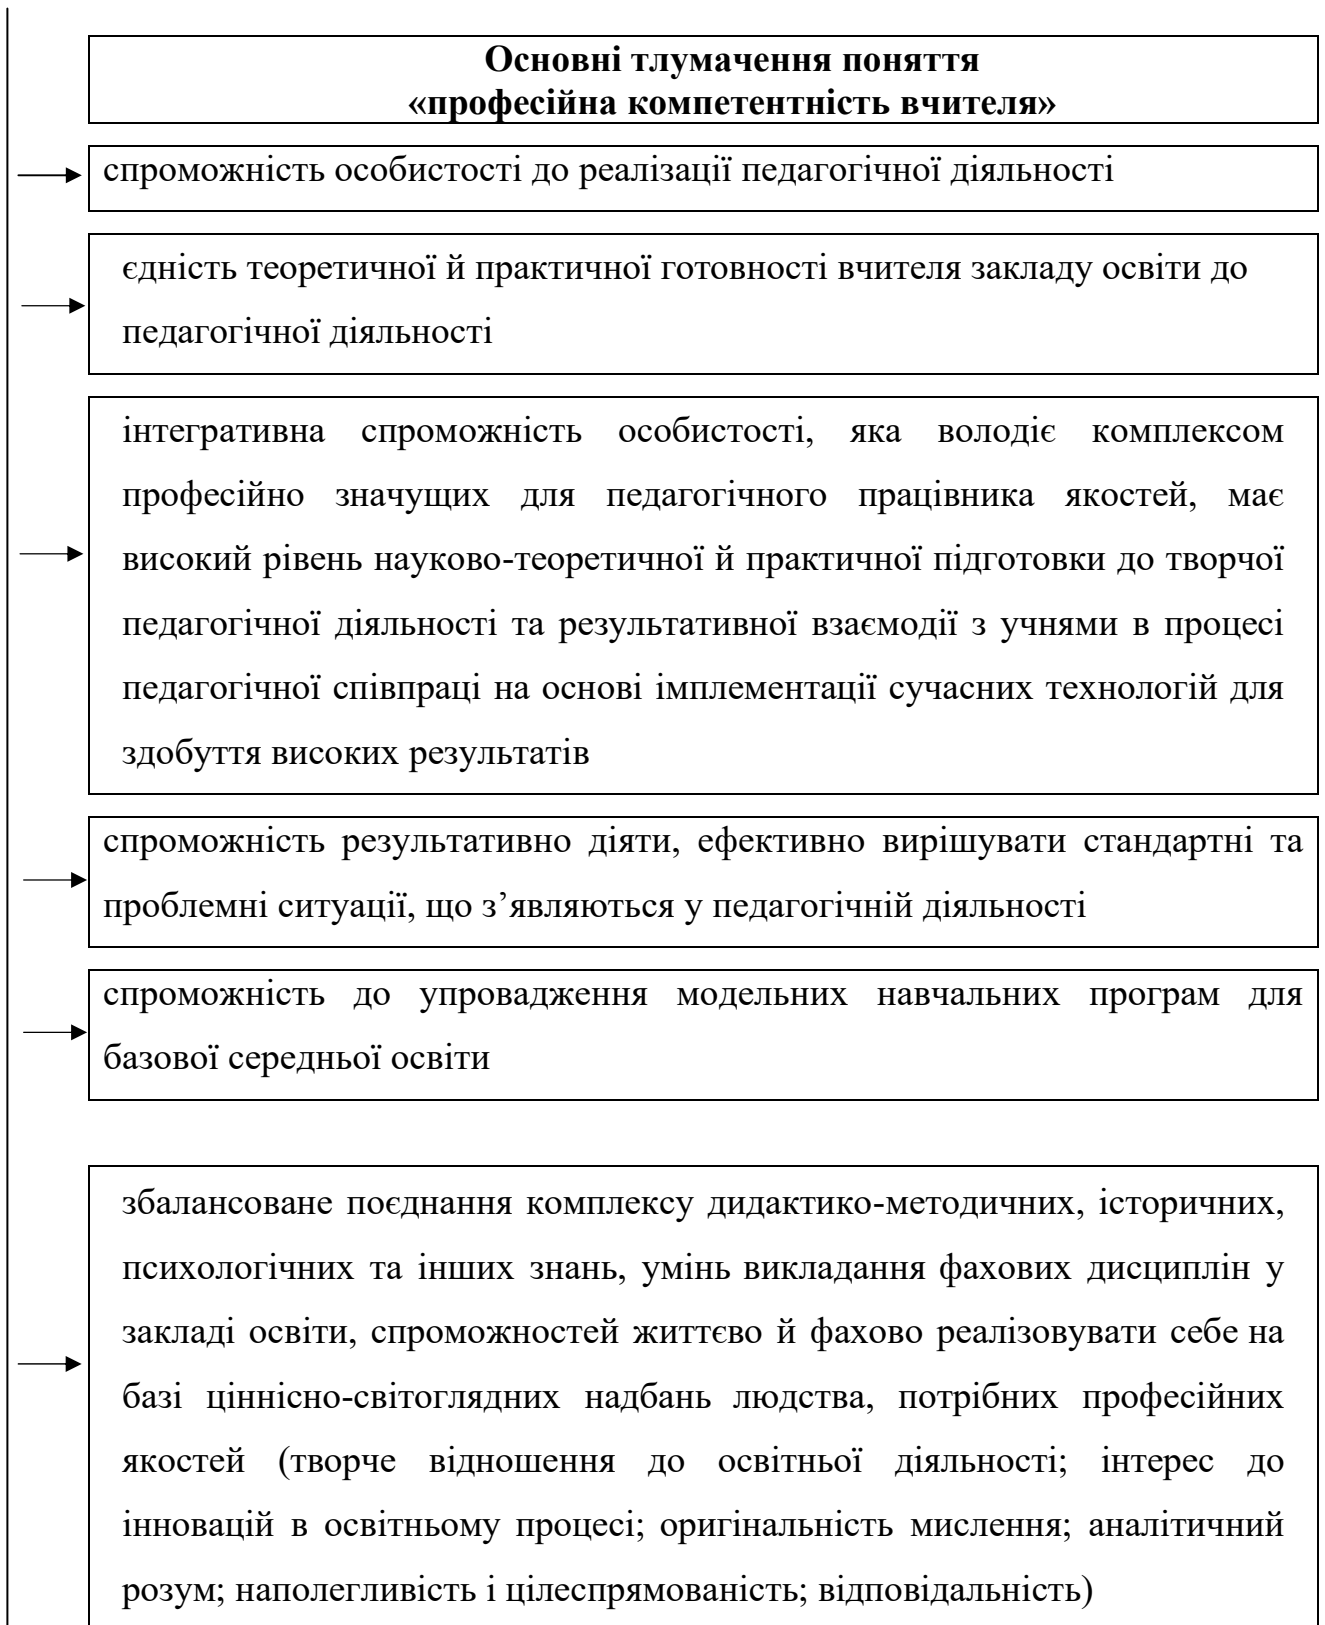 Основні тлумачення поняття
«професійна компетентність вчителя»
спроможність особистості до реалізації педагогічної діяльності
єдність теоретичної й практичної готовності вчителя закладу освіти до
педагогічної діяльності
інтегративна спроможність особистості, яка володіє комплексом
професійно значущих для педагогічного працівника якостей, має
високий рівень науково-теоретичної й практичної підготовки до творчої
педагогічної діяльності та результативної взаємодії з учнями в процесі
педагогічної співпраці на основі імплементації сучасних технологій для
здобуття високих результатів
спроможність результативно діяти, ефективно вирішувати стандартні та
проблемні ситуації, що з’являються у педагогічній діяльності
спроможність до упровадження модельних навчальних програм для
базової середньої освіти
збалансоване поєднання комплексу дидактико-методичних, історичних,
психологічних та інших знань, умінь викладання фахових дисциплін у
закладі освіти, спроможностей життєво й фахово реалізовувати себе на
базі ціннісно-світоглядних надбань людства, потрібних професійних
якостей (творче відношення до освітньої діяльності; інтерес до
інновацій в освітньому процесі; оригінальність мислення; аналітичний
розум; наполегливість і цілеспрямованість; відповідальність)